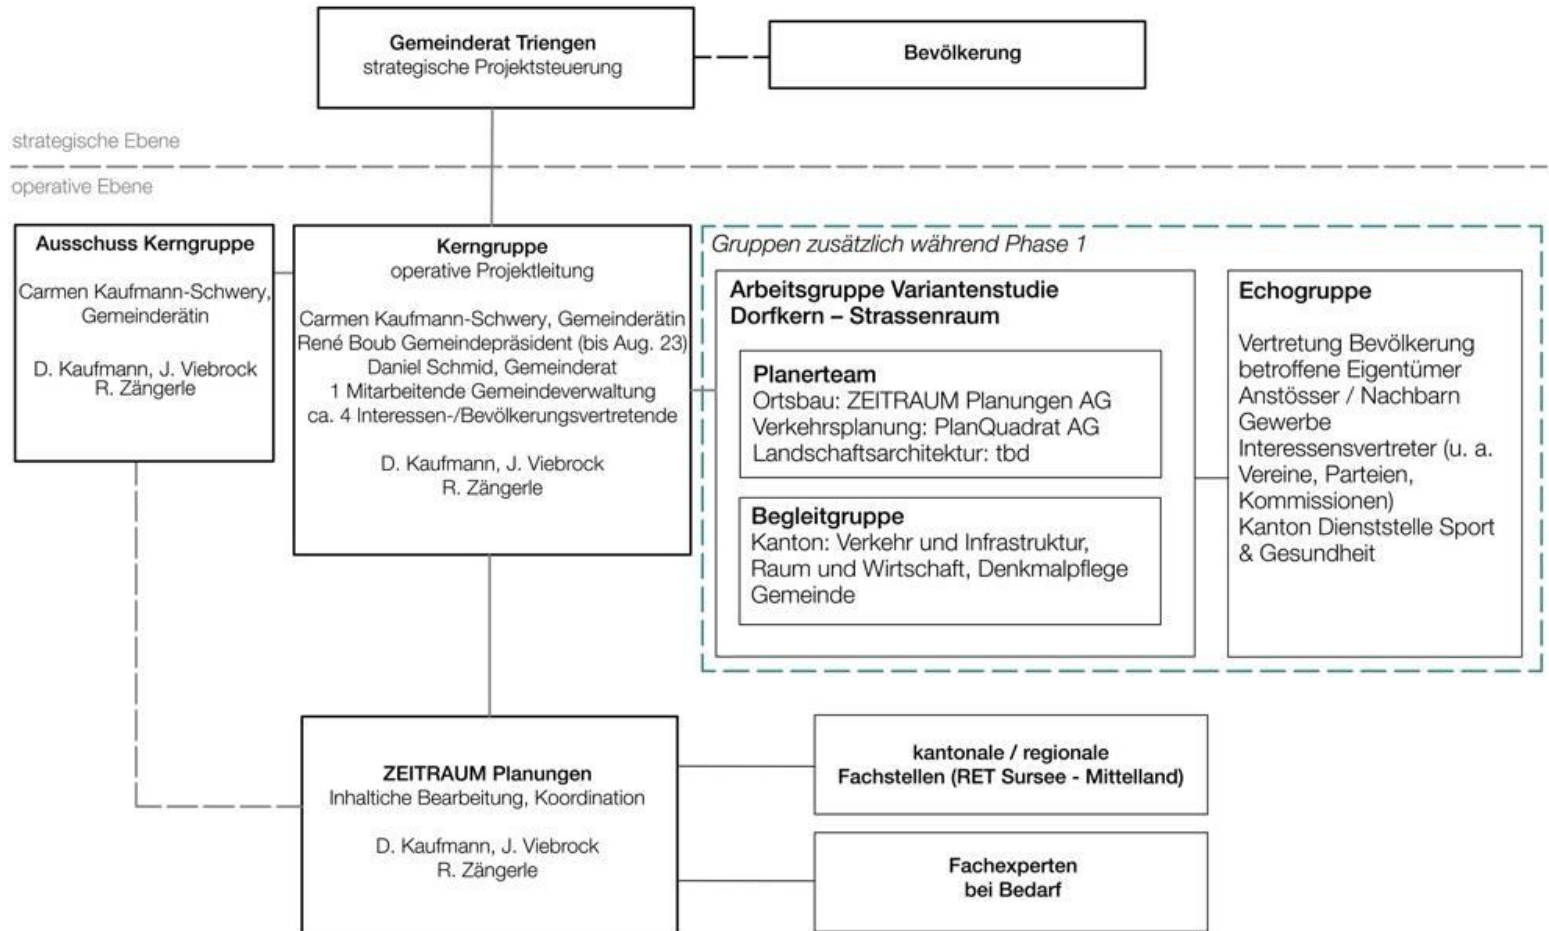 Gemeinderat Triengen
strategische Projektsteuerung
Bevölkerung
strategische Ebene
operative Ebene
Ausschuss Kerngruppe
Carmen Kaufmann-Schwery,
Gemeinderätin
D. Kaufmann, J. Viebrock
R. Zängerle
Kerngruppe
operative Projektleitung
Carmen Kaufmann-Schwery, Gemeinderätin
René Boub Gemeindepräsident (bis Aug. 23)
Daniel Schmid, Gemeinderat
1 Mitarbeitende Gemeindeverwaltung
ca. 4 Interessen-/Bevölkerungsvertretende
D. Kaufmann, J. Viebrock
R. Zängerle
Gruppen zusätzlich während Phase 1
Arbeitsgruppe Variantenstudie
Dorfkern – Strassenraum
Planerteam
Ortsbau: ZEITRAUM Planungen AG
Verkehrsplanung: PlanQuadrat AG
Landschaftsarchitektur: tbd
Begleitgruppe
Kanton: Verkehr und Infrastruktur,
Raum und Wirtschaft, Denkmalpflege
Gemeinde
Echogruppe
Vertretung Bevölkerung
betroffene Eigentümer
Anstösser / Nachbarn
Gewerbe
Interessensvertreter (u. a.
Vereine, Parteien,
Kommissionen)
Kanton Dienststelle Sport
& Gesundheit
ZEITRAUM Planungen
Inhaltiche Bearbeitung, Koordination
D. Kaufmann, J. Viebrock
R. Zängerle
kantonale / regionale
Fachstellen (RET Sursee - Mittelland)
Fachexperten
bei Bedarf